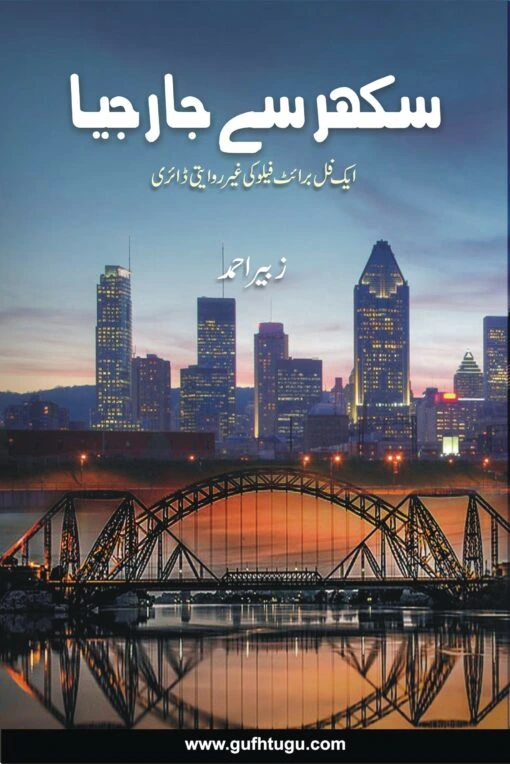 سکھر سے جارجیا
ایک فل برائٹ فیلو کی غیر روایتی ڈائری
زبیر احمد
www.gufhtugu.com